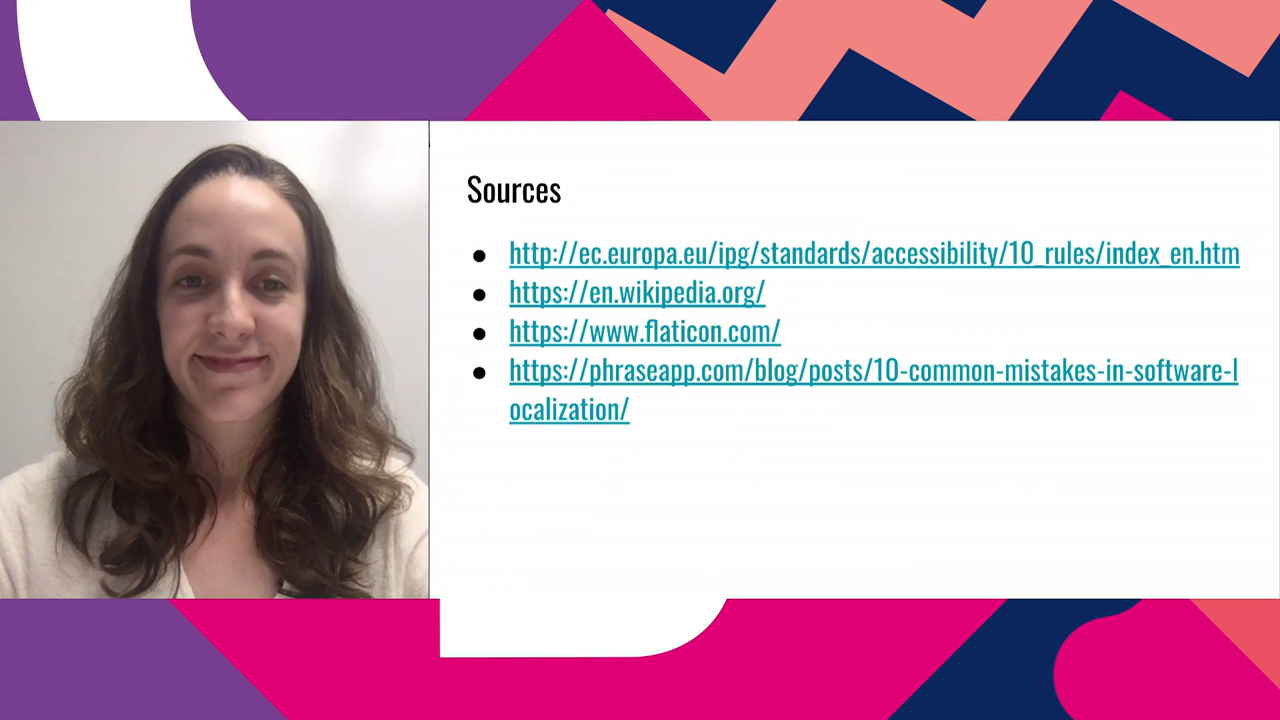 Sources
● http://ec.europa.eu/ipg/standards/accessibility/10_rules/index_en.htm
● https://en.wikipedia.org/
● https://www.flaticon.com/
● https://phraseapp.com/blog/posts/10-common-mistakes-in-software-l
ocalization/